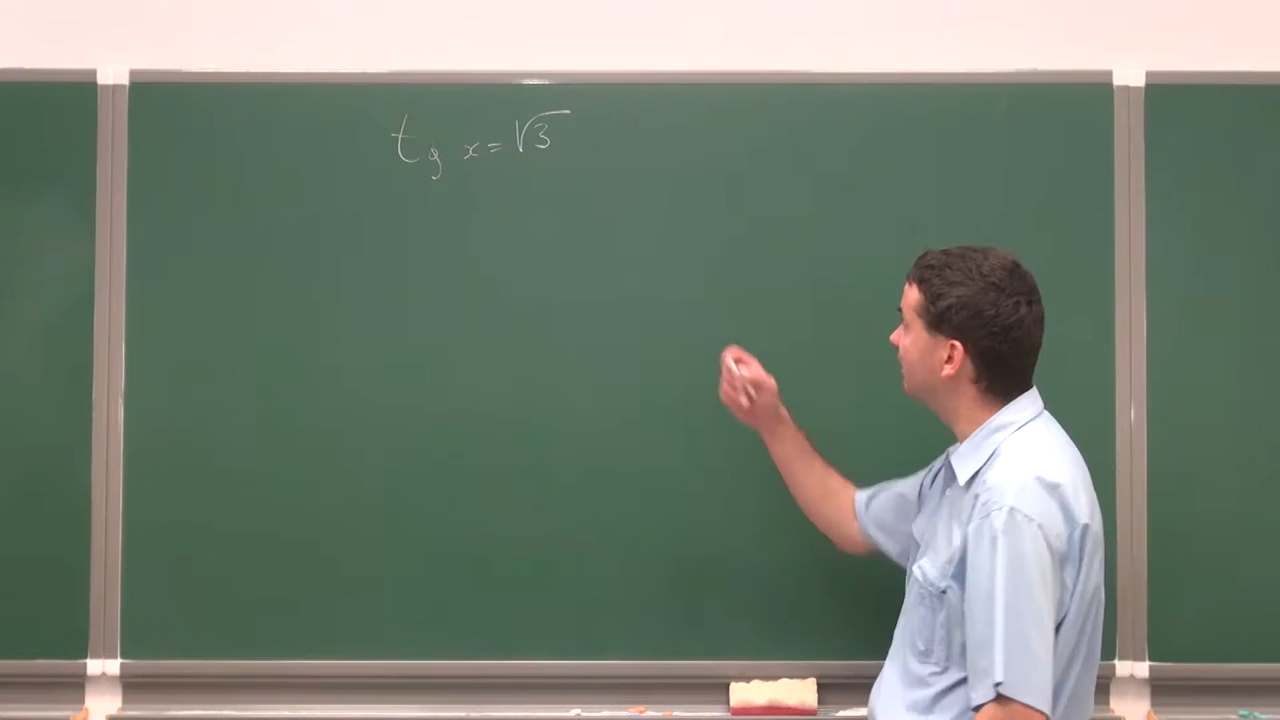 tg x = √3